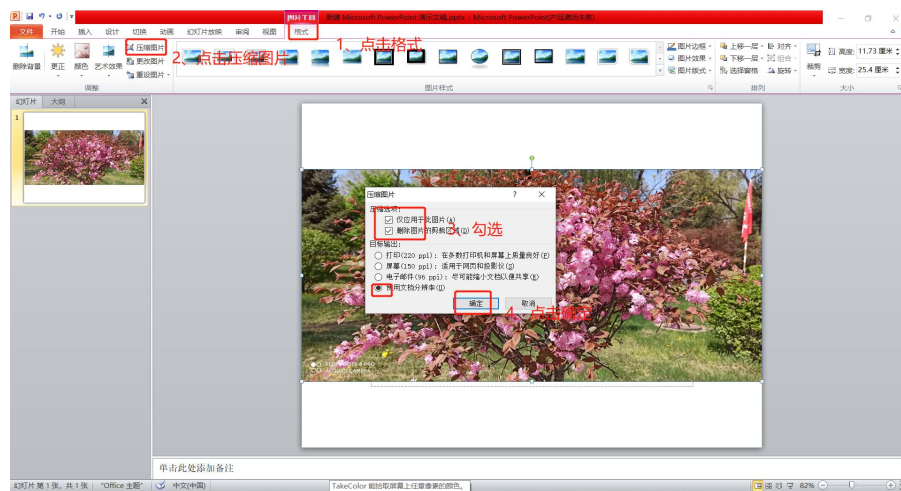 图片工具
新建 Microsoft PowerPoint 演示文稿.pptx - Microsoft PowerPoint(产品激活失败)
文件 开始 插入 设计 切换 动画 幻灯片放映 审阅 视图 格式
删除背景 更正 颜色 艺术效果
压缩图片
更改图片
重设图片
调整
图片样式
图片边框
图片效果
图片版式
上移一层 对齐
下移一层 组合
选择窗格 旋转
排列
裁剪
高度: 11.73 厘米
宽度: 25.4 厘米
大小
1、点击格式
2、点击压缩图片
幻灯片 大纲
1
压缩图片
压缩选项:
仅应用于此图片(A)
删除图片的剪裁区域(D)
3、勾选
目标输出:
打印(220 ppi): 在多数打印机和屏幕上质量良好(P)
屏幕(150 ppi): 适用于网页和投影仪(S)
电子邮件(96 ppi): 尽可能缩小文档以便共享(E)
使用文档分辨率(U)
确定 取消
4、点击确定
单击此处添加备注
幻灯片 第 1 张, 共 1 张 "Office 主题" 中文(中国)
TakeColor 能拾取屏幕上任意像素的颜色。
82%